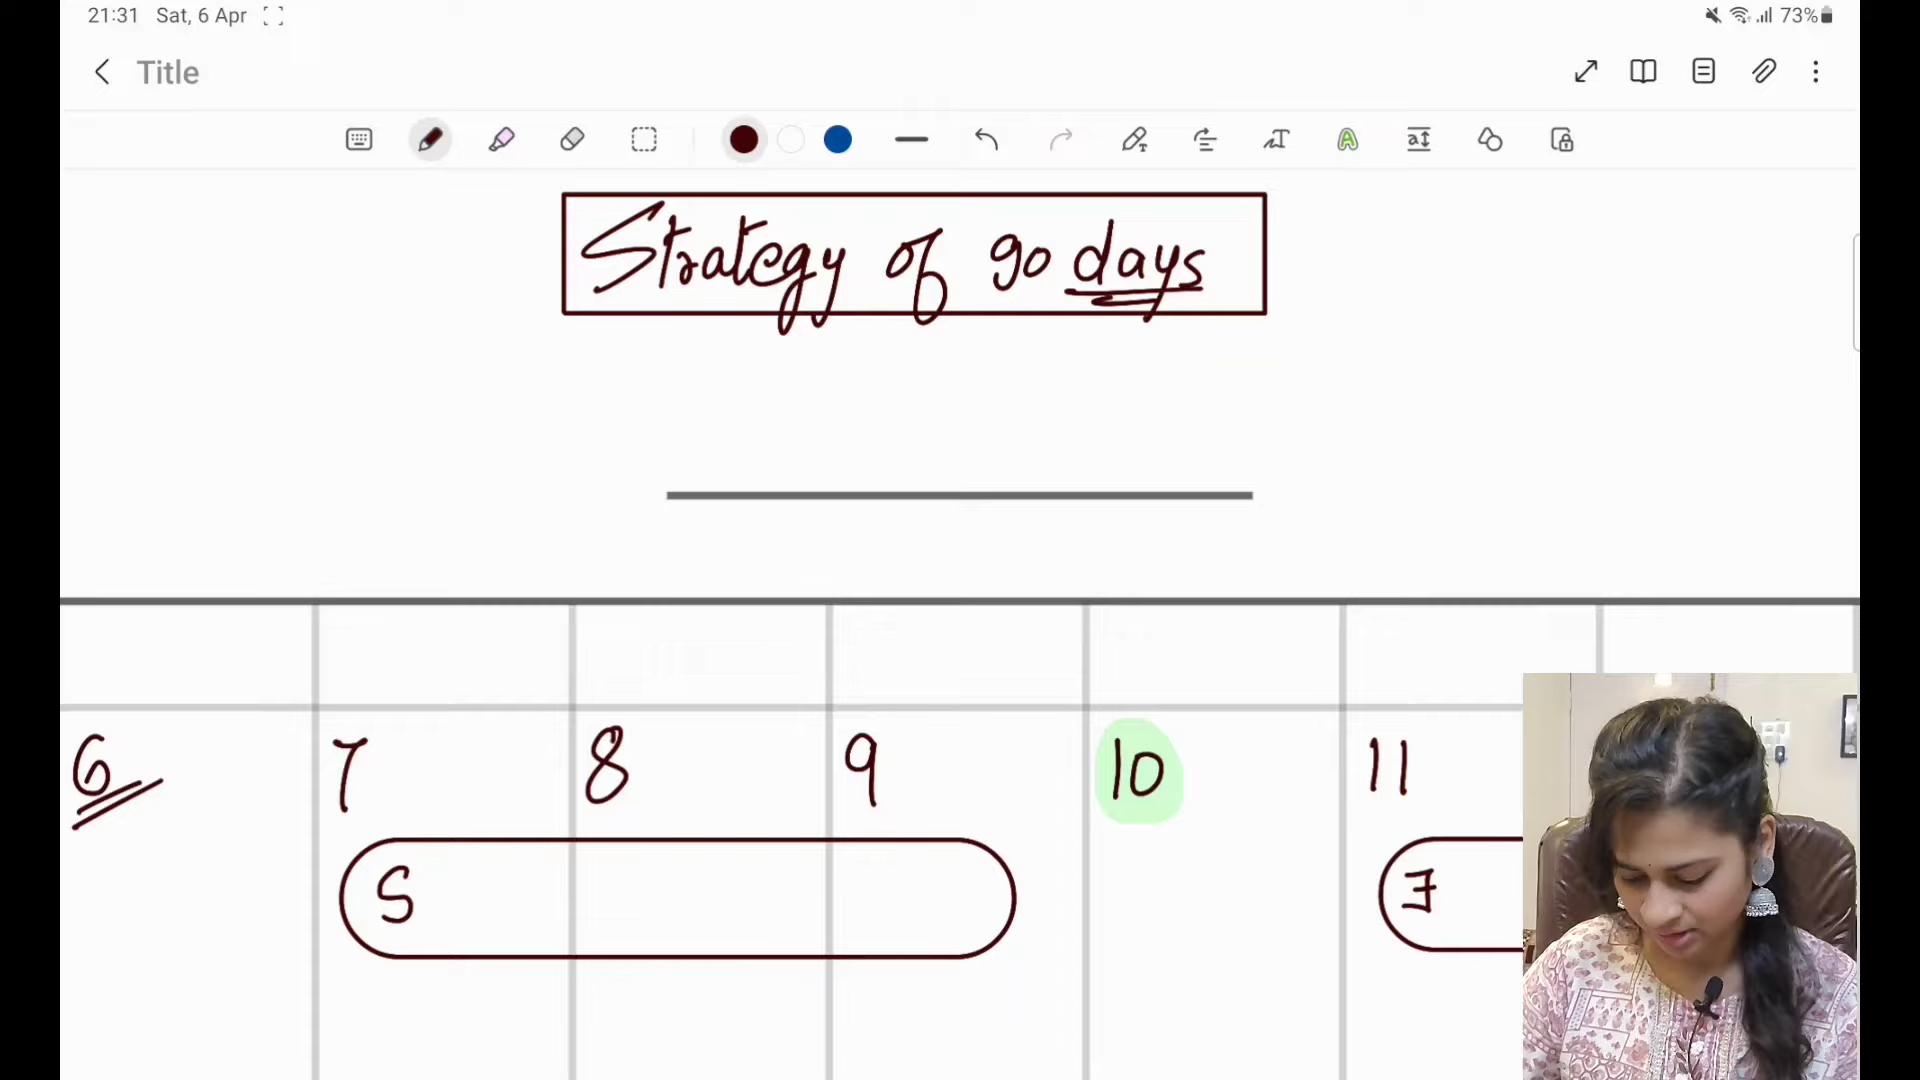 21:31 Sat, 6 Apr 73%
Title
Strategy of 90 days
6 7 8 9 10 11
S